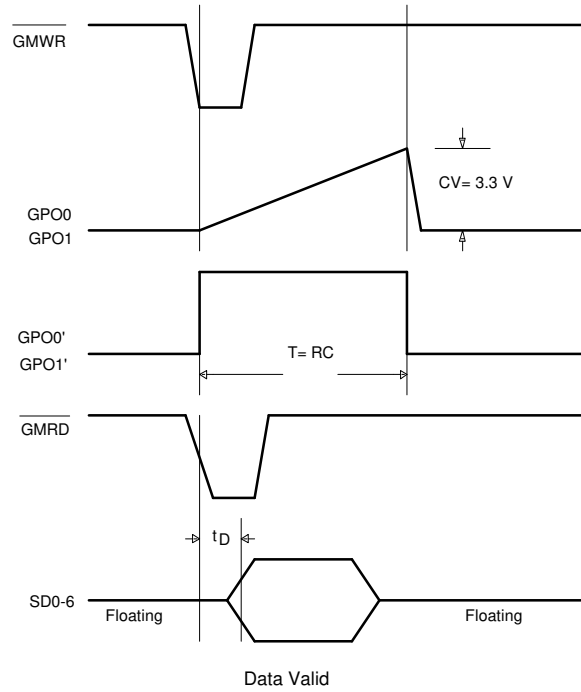 GMWR
CV= 3.3 V
GPO0
GPO1
GPO0'
GPO1'
T= RC
GMRD
tD
SD0-6
Floating
Floating
Data Valid